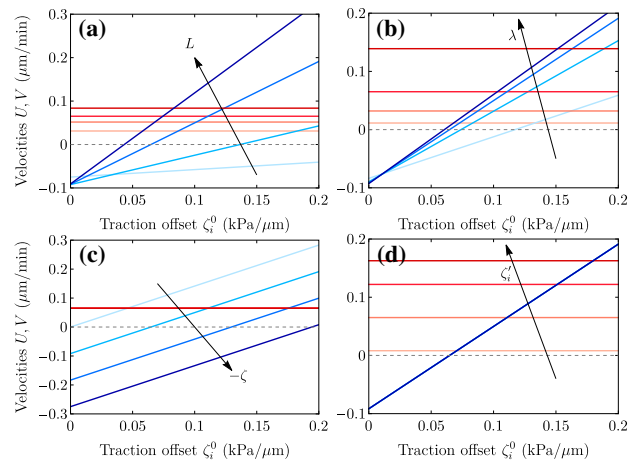 (a)
L
Velocities U, V (μm/min)
0.3
0.2
0.1
0
−0.1
0 0.05 0.1 0.15 0.2
Traction offset ζ_i^0 (kPa/μm)
(b)
λ
0.2
0.1
0
−0.1
0 0.05 0.1 0.15 0.2
Traction offset ζ_i^0 (kPa/μm)
(c)
−ζ
Velocities U, V (μm/min)
0.3
0.2
0.1
0
−0.1
−0.2
−0.3
0 0.05 0.1 0.15 0.2
Traction offset ζ_i^0 (kPa/μm)
(d)
ζ_i′
0.2
0.1
0
−0.1
0 0.05 0.1 0.15 0.2
Traction offset ζ_i^0 (kPa/μm)